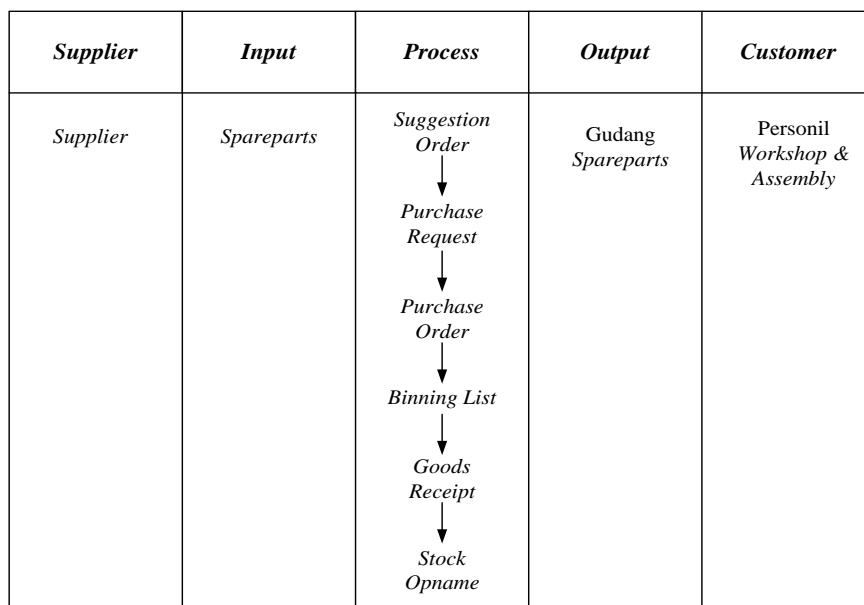 Supplier
Input
Process
Output
Customer
Supplier
Spareparts
Suggestion
Order
Purchase
Request
Purchase
Order
Binning List
Goods
Receipt
Stock
Opname
Gudang
Spareparts
Personil
Workshop &
Assembly